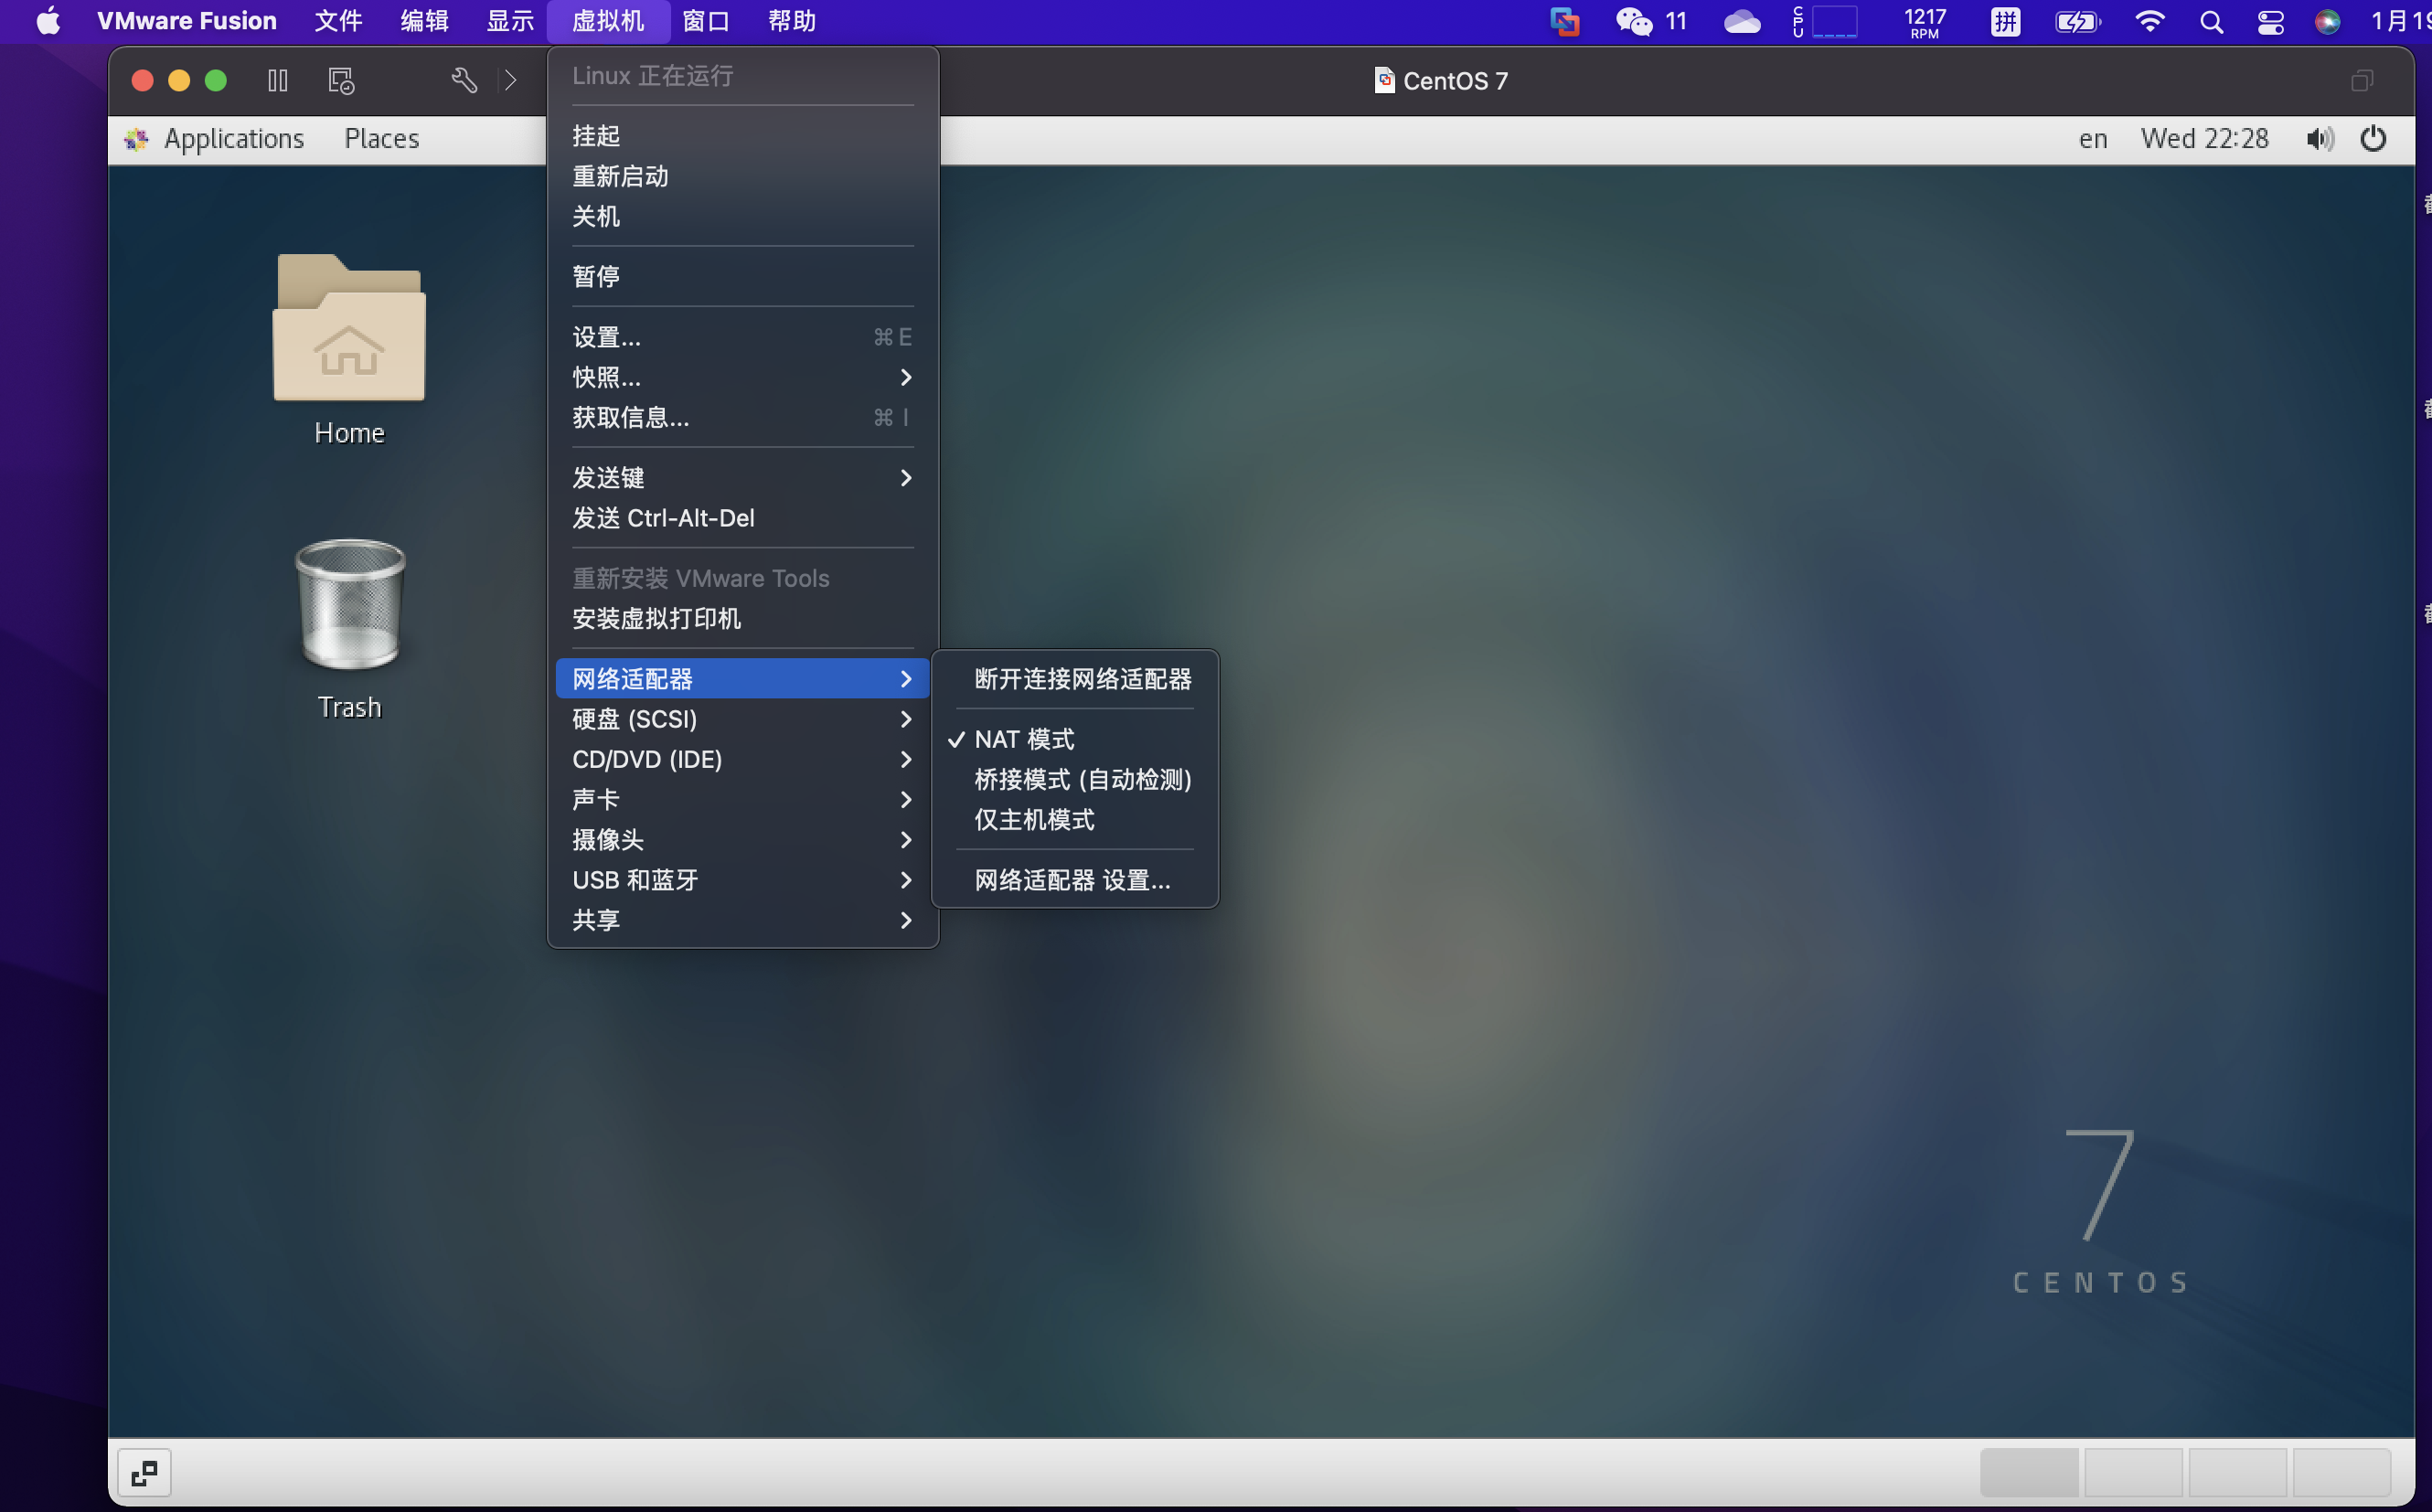 VMware Fusion 文件 编辑 显示 虚拟机 窗口 帮助 11 CPU 1217 RPM 拼 1月19
CentOS 7
Applications Places en Wed 22:28
Linux 正在运行
挂起
重新启动
关机
暂停
设置... ⌘ E
快照...
获取信息... ⌘ I
发送键
发送 Ctrl-Alt-Del
重新安装 VMware Tools
安装虚拟打印机
网络适配器
硬盘 (SCSI)
CD/DVD (IDE)
声卡
摄像头
USB 和蓝牙
共享
断开连接网络适配器
✓ NAT 模式
桥接模式 (自动检测)
仅主机模式
网络适配器 设置...
Home
Trash
7
CENTOS